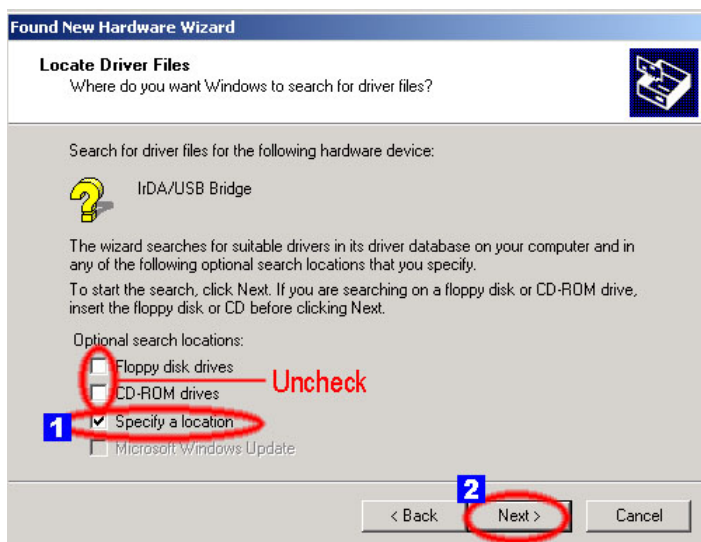 Found New Hardware Wizard
Locate Driver Files
Where do you want Windows to search for driver files?
Search for driver files for the following hardware device:
IrDA/USB Bridge
The wizard searches for suitable drivers in its driver database on your computer and in
any of the following optional search locations that you specify.
To start the search, click Next. If you are searching on a floppy disk or CD-ROM drive,
insert the floppy disk or CD before clicking Next.
Optional search locations:
Floppy disk drives
Uncheck
CD-ROM drives
1 Specify a location
Microsoft Windows Update
2
< Back Next > Cancel